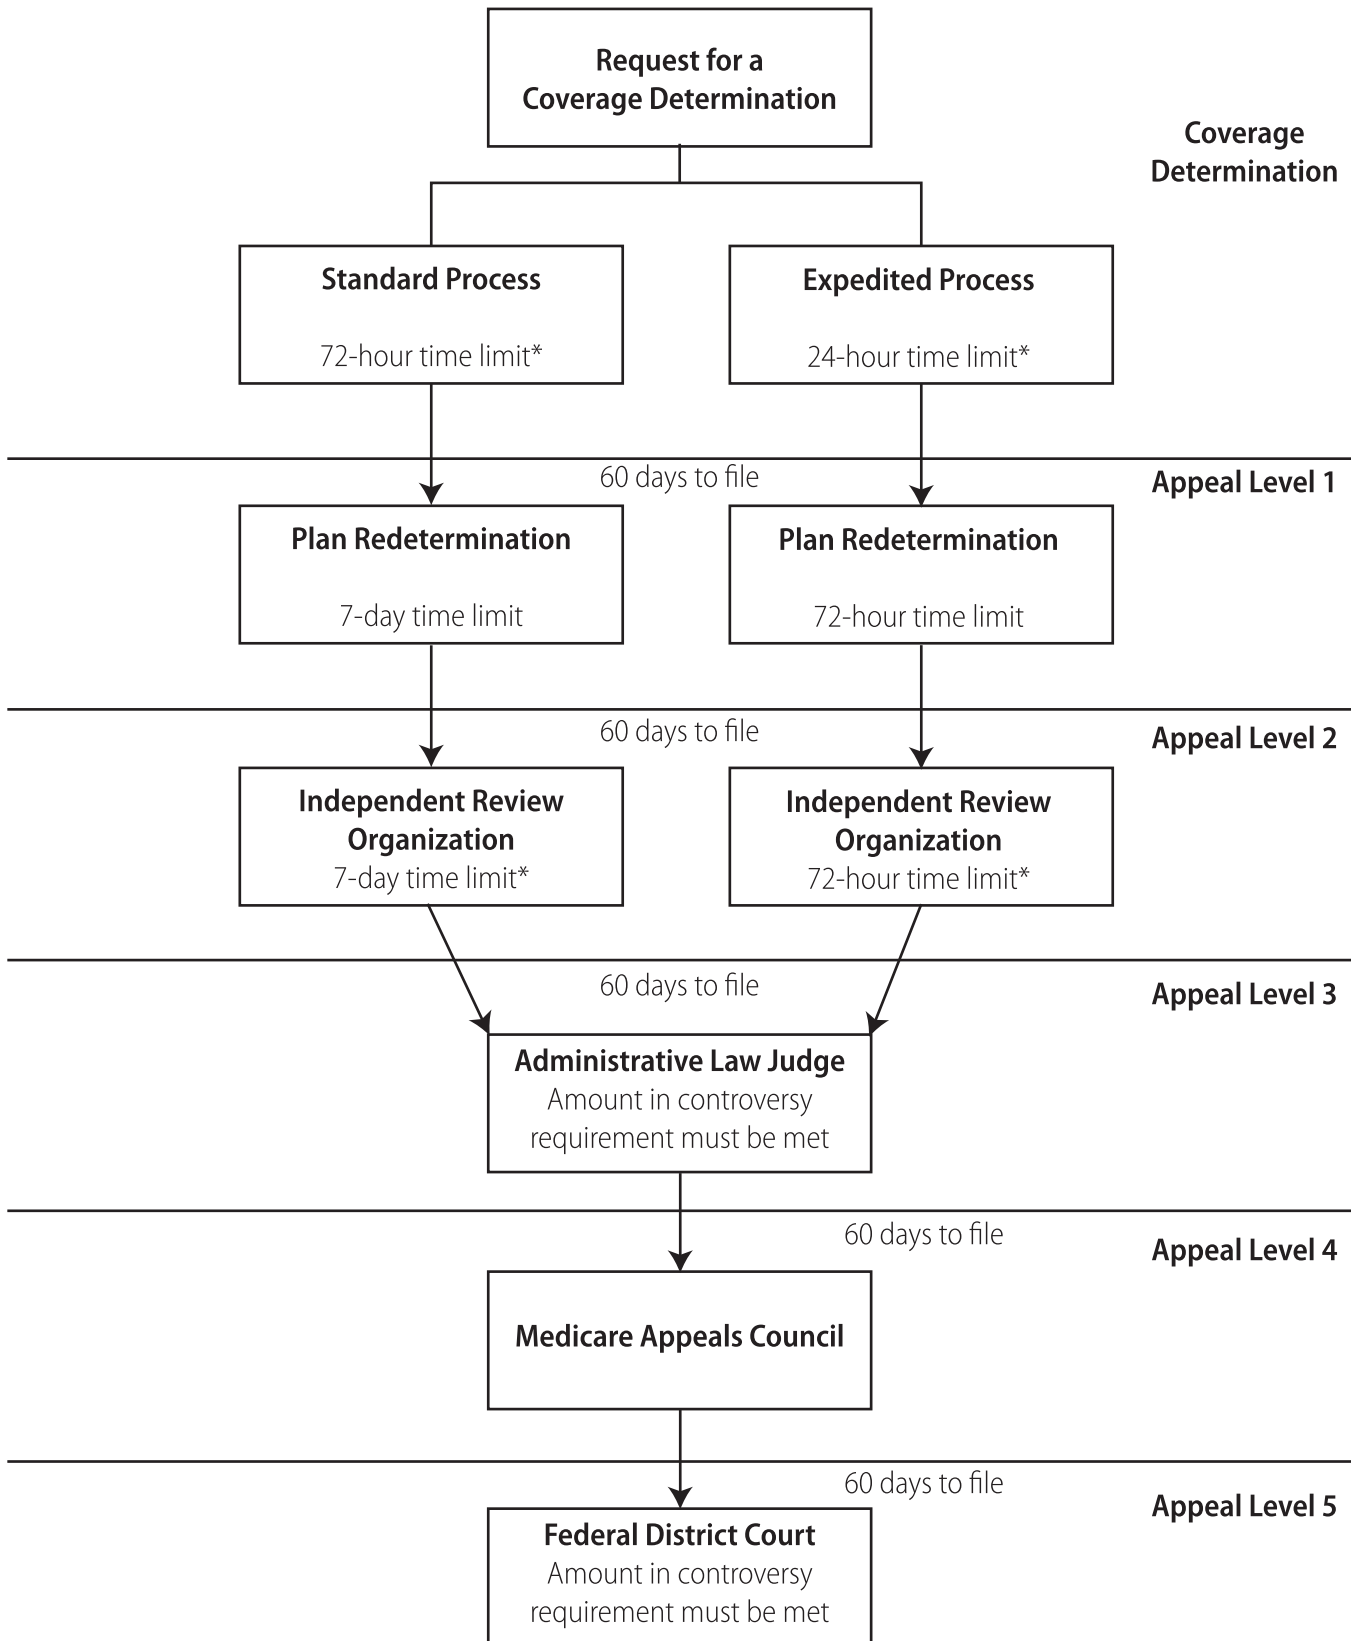 Request for a
Coverage Determination
Coverage
Determination
Standard Process
72-hour time limit*
Expedited Process
24-hour time limit*
60 days to file
Appeal Level 1
Plan Redetermination
7-day time limit
Plan Redetermination
72-hour time limit
60 days to file
Appeal Level 2
Independent Review
Organization
7-day time limit*
Independent Review
Organization
72-hour time limit*
60 days to file
Appeal Level 3
Administrative Law Judge
Amount in controversy
requirement must be met
60 days to file
Appeal Level 4
Medicare Appeals Council
60 days to file
Appeal Level 5
Federal District Court
Amount in controversy
requirement must be met